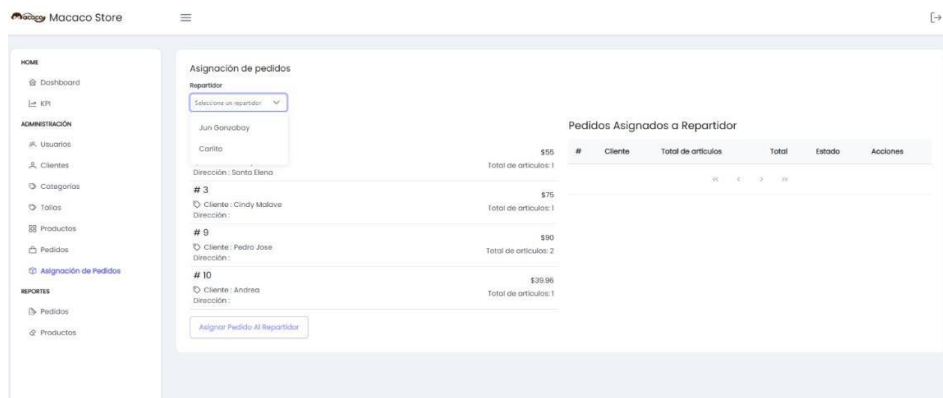 Macaco Macaco Store
HOME
Dashboard
KPI
ADMINISTRACIÓN
Usuarios
Clientes
Categorías
Tallas
Productos
Pedidos
Asignación de Pedidos
REPORTES
Pedidos
Productos
Asignación de pedidos
Repartidor
Seleccione un repartidor
Jun Gonzabay
Carlito
$55
Total de artículos: 1
Dirección : Santa Elena
# 3
$75
Cliente : Cindy Malave
Total de artículos: 1
Dirección :
# 9
$90
Cliente : Pedro Jose
Total de artículos: 2
Dirección :
# 10
$39.96
Cliente : Andrea
Total de artículos: 1
Dirección :
Asignar Pedido Al Repartidor
Pedidos Asignados a Repartidor
# Cliente Total de artículos Total Estado Acciones